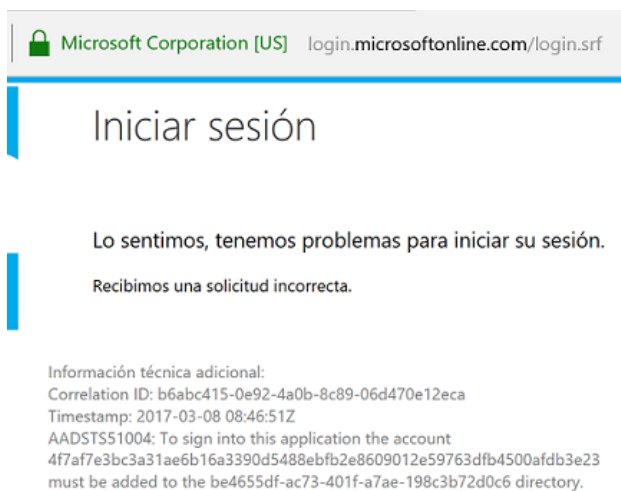 Microsoft Corporation [US] login.microsoftonline.com/login.srf
Iniciar sesión
Lo sentimos, tenemos problemas para iniciar su sesión.
Recibimos una solicitud incorrecta.
Información técnica adicional:
Correlation ID: b6abc415-0e92-4a0b-8c89-06d470e12eca
Timestamp: 2017-03-08 08:46:51Z
AADSTS51004: To sign into this application the account
4f7af7e3bc3a31ae6b16a3390d5488ebfb2e8609012e59763dfb4500afdb3e23
must be added to the be4655df-ac73-401f-a7ae-198c3b72d0c6 directory.